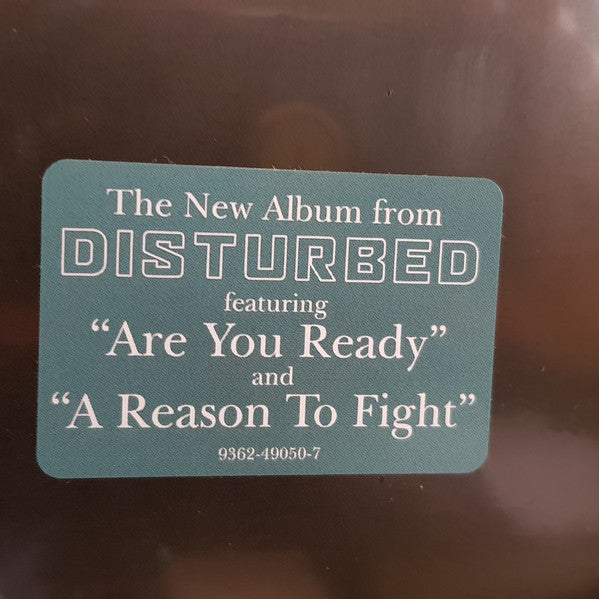 The New Album from
DISTURBED
featuring
“Are You Ready”
and
“A Reason To Fight”
9362-49050-7